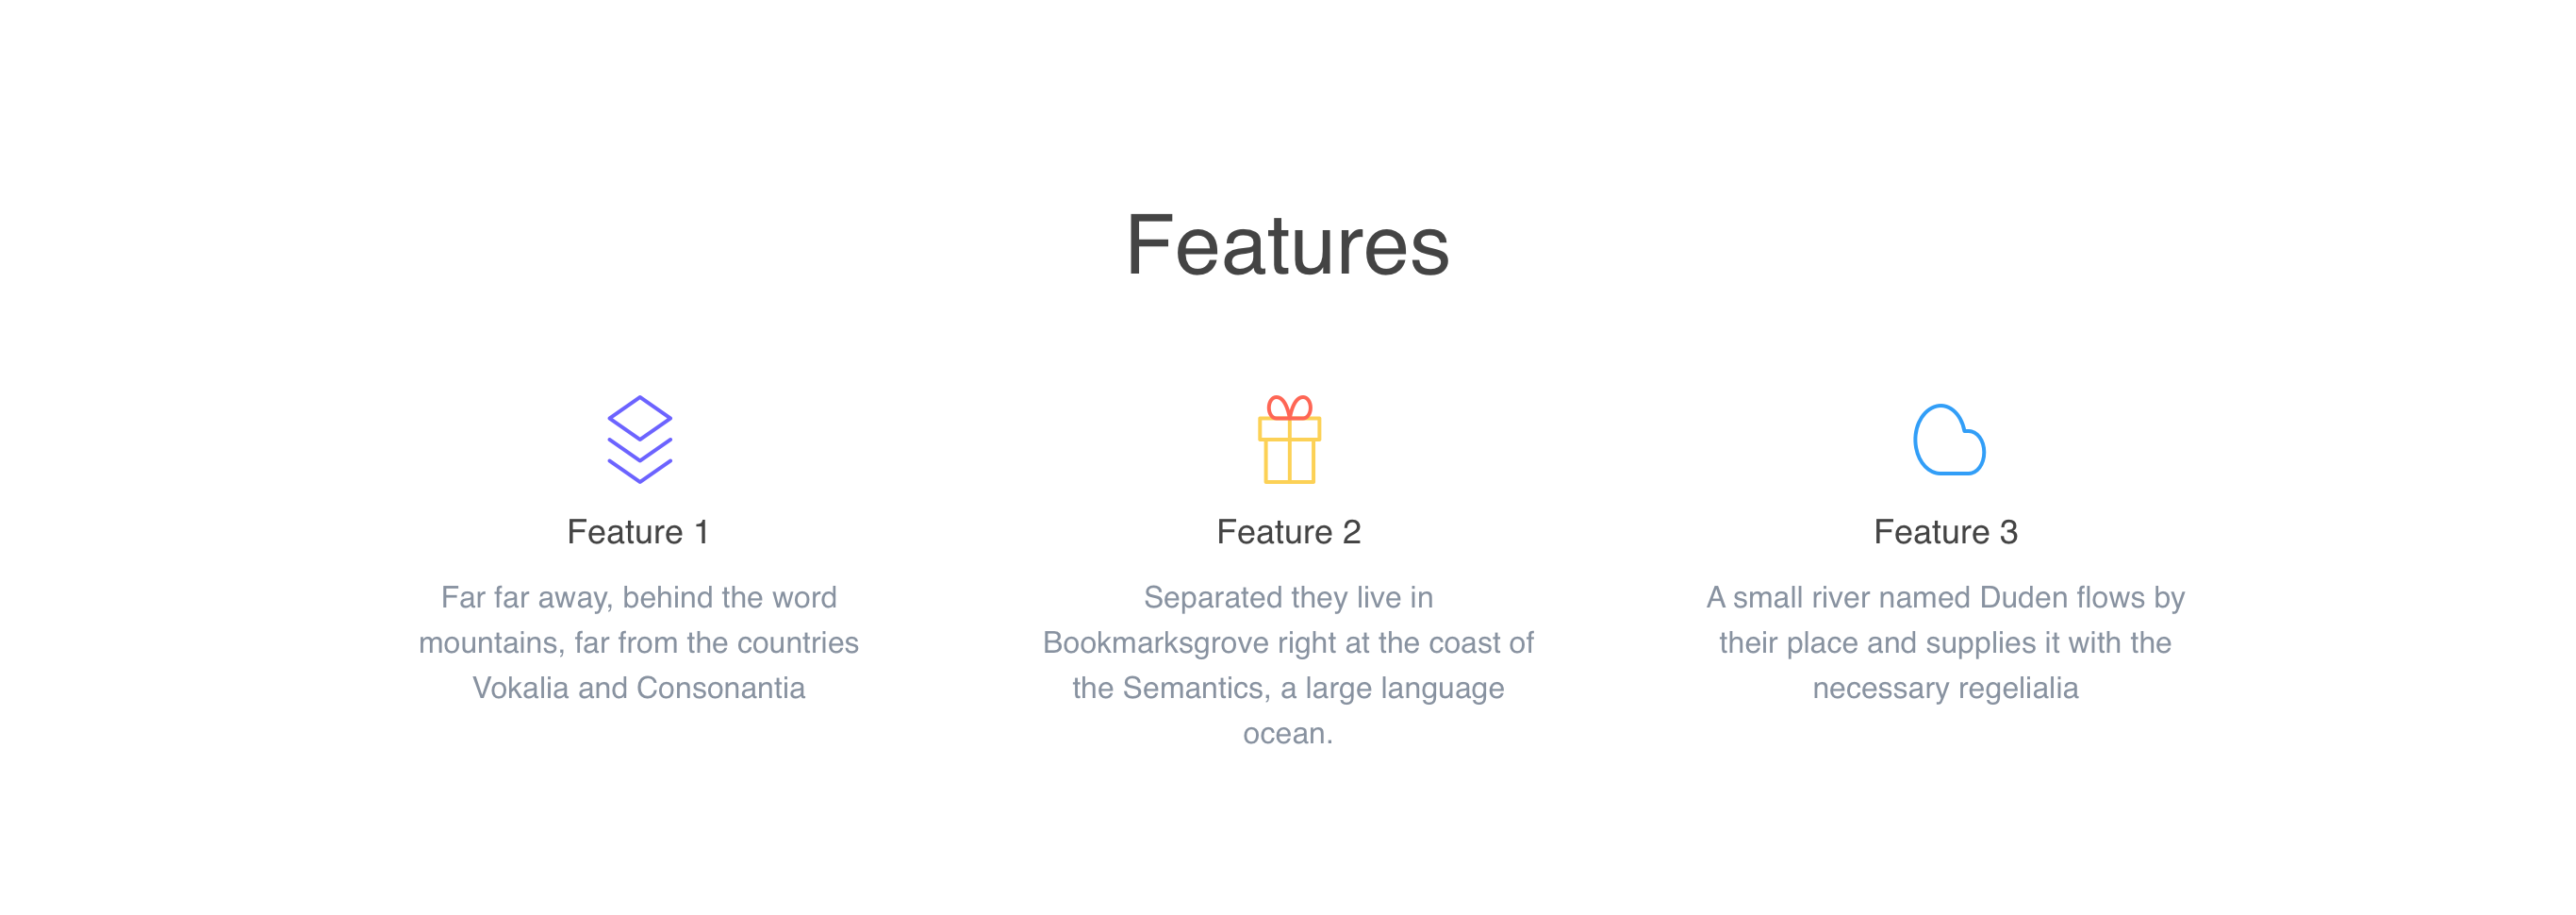 Features
Feature 1
Far far away, behind the word
mountains, far from the countries
Vokalia and Consonantia
Feature 2
Separated they live in
Bookmarksgrove right at the coast of
the Semantics, a large language
ocean.
Feature 3
A small river named Duden flows by
their place and supplies it with the
necessary regelialia